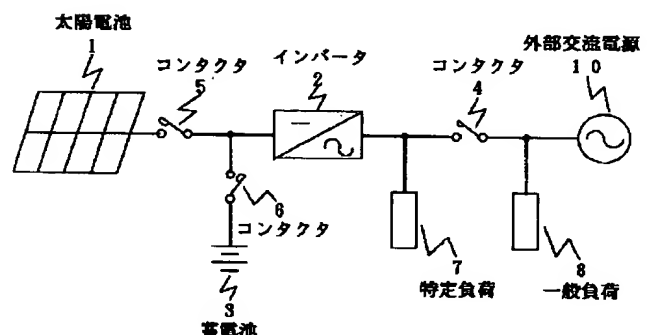 太陽電池
1
コンタクタ
5
インバータ
2
コンタクタ
4
外部交流電源
10
6
コンタクタ
3
蓄電池
7
特定負荷
8
一般負荷